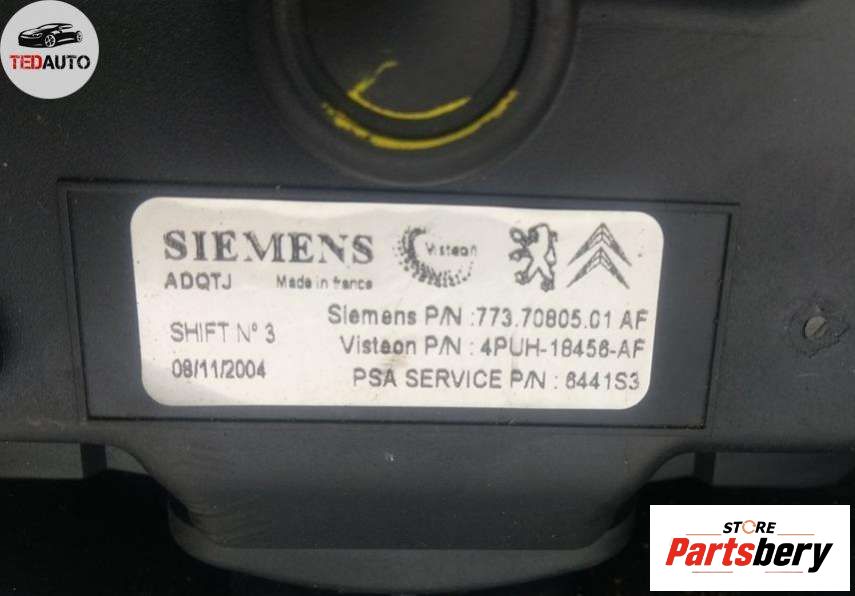 TEDAUTO
SIEMENS Visteon
ADQTJ Made in france
Siemens P/N :773.70805.01 AF
SHIFT N° 3
Visteon P/N : 4PUH-18456-AF
08/11/2004
PSA SERVICE P/N : 6441S3
STORE
Partsbery